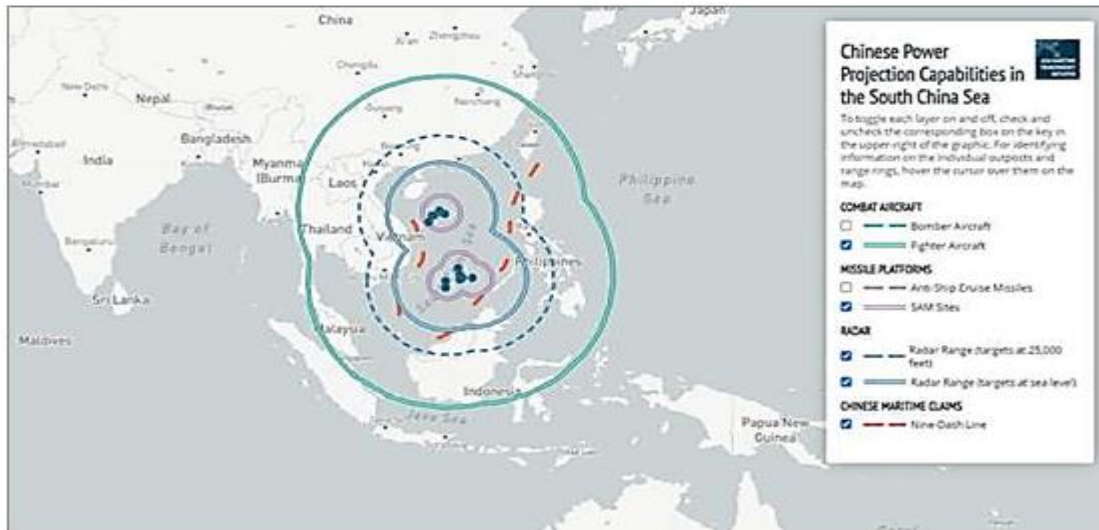 China
Japan
Xi'an
Zhengzhou
Chengdu
Shanghai
New Delhi
Nepal
Guiyang
Nanchang
Bhutan
Ahmadabad
Bangladesh
India
Myanmar
(Burma)
Laos
Mumbai
Philippine
Sea
Thailand
Vietnam
Bay of
Bengal
Bengaluru
Philippines
Sea
Sri Lanka
Malaysia
Maldives
Indonesia
Java Sea
Papua New
Guinea
Chinese Power
Projection Capabilities in
the South China Sea
To toggle each layer on and off, check and
uncheck the corresponding box on the key in
the upper-right of the graphic. For identifying
information on the individual outposts and
range rings, hover the cursor over them on the
map.
COMBAT AIRCRAFT
Bomber Aircraft
Fighter Aircraft
MISSILE PLATFORMS
Anti-Ship Cruise Missiles
SAM Sites
RADAR
Radar Range (targets at 25,000
feet)
Radar Range (targets at sea level)
CHINESE MARITIME CLAIMS
Nine-Dash Line